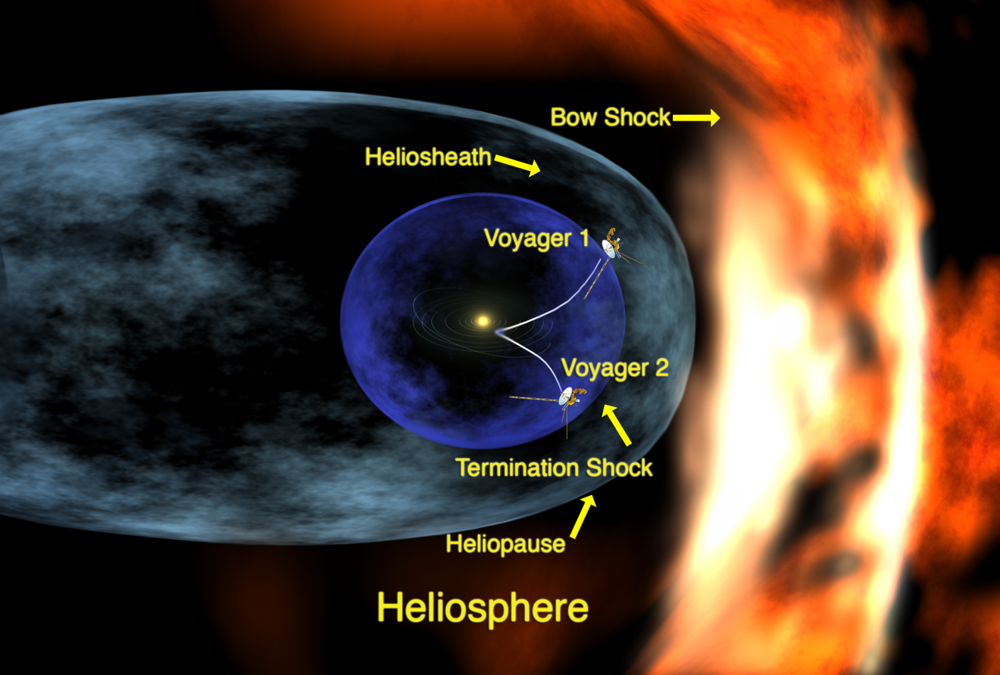 Bow Shock
Heliosheath
Voyager 1
Voyager 2
Termination Shock
Heliopause
Heliosphere